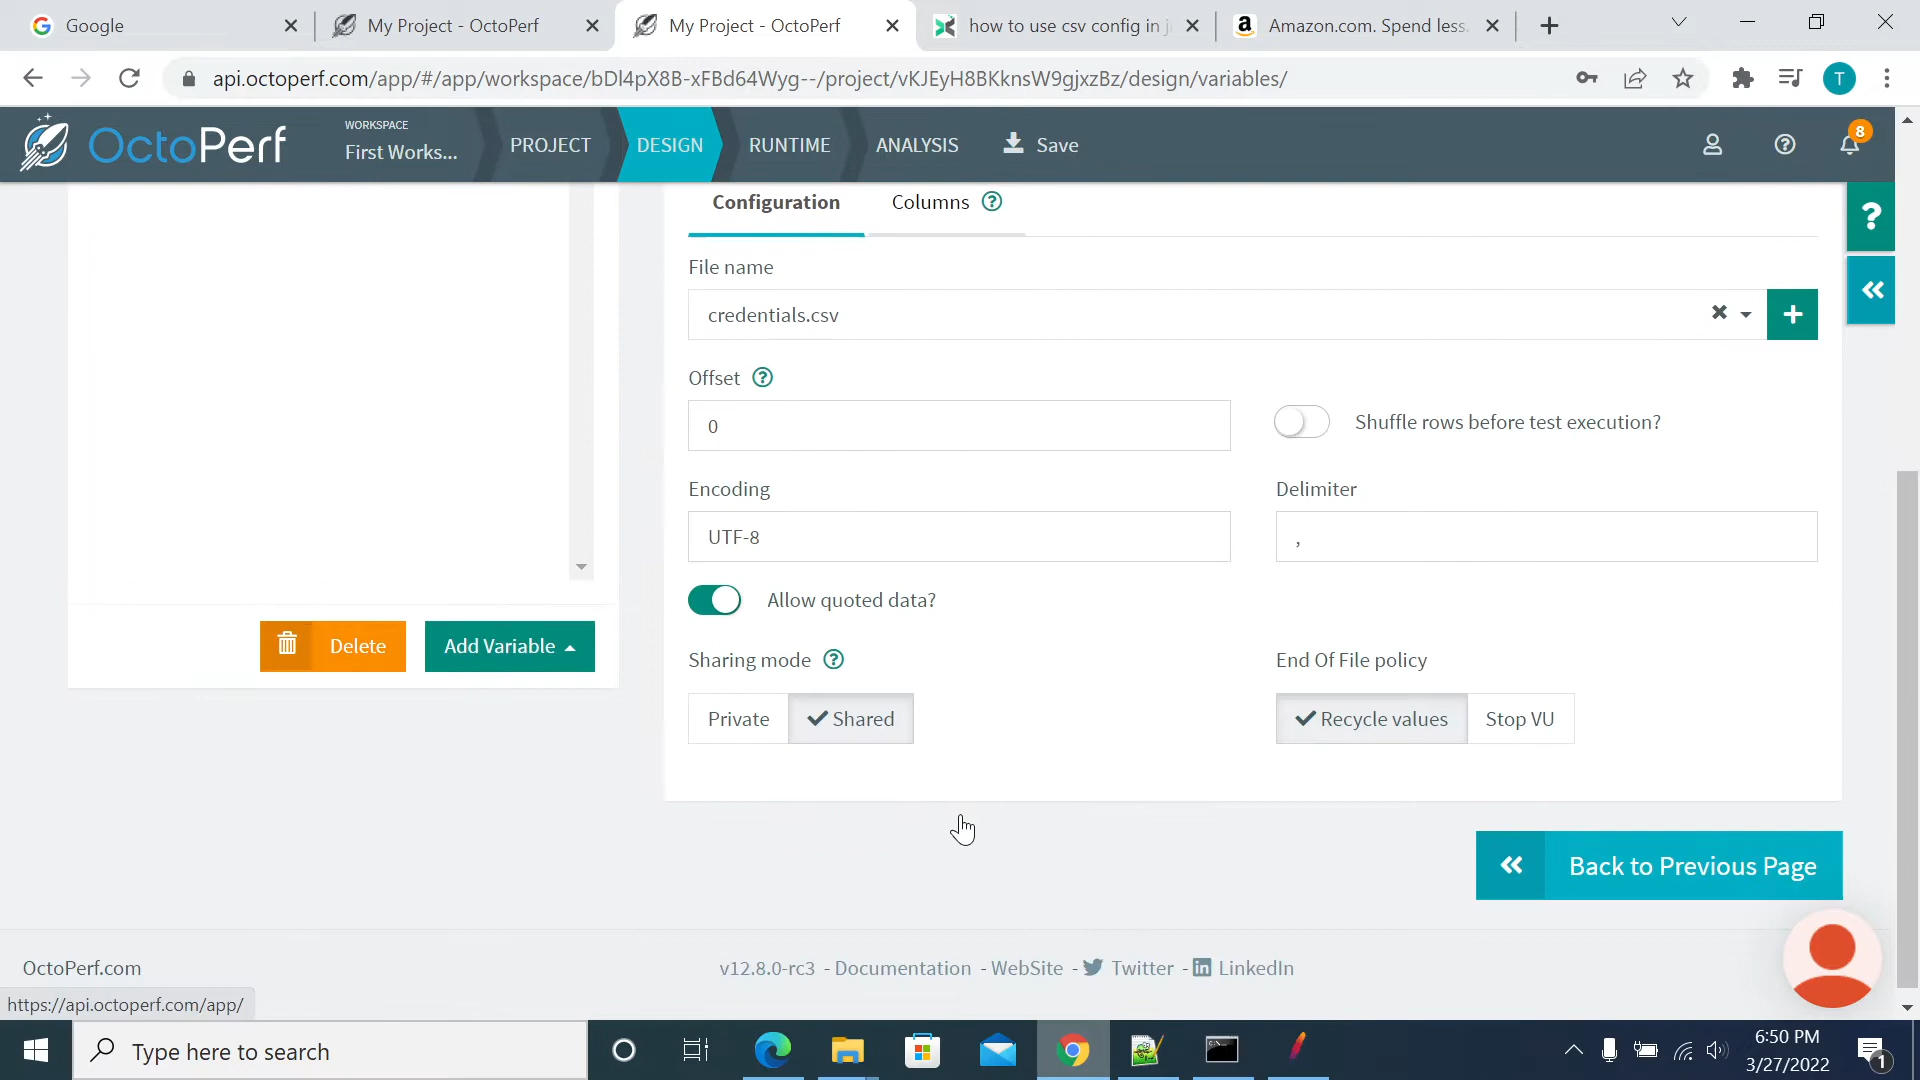 Google
My Project - OctoPerf
My Project - OctoPerf
how to use csv config in j
Amazon.com. Spend less.
api.octoperf.com/app/#/app/workspace/bDl4pX8B-xFBd64Wyg--/project/vKJEyH8BKknsW9gjxzBz/design/variables/
T
OctoPerf
WORKSPACE
First Works...
PROJECT
DESIGN
RUNTIME
ANALYSIS
Save
8
Configuration
Columns
File name
credentials.csv
Offset
0
Shuffle rows before test execution?
Encoding
Delimiter
UTF-8
,
Allow quoted data?
Delete
Add Variable
Sharing mode
End Of File policy
Private
Shared
Recycle values
Stop VU
Back to Previous Page
OctoPerf.com
v12.8.0-rc3 - Documentation - WebSite - Twitter - LinkedIn
https://api.octoperf.com/app/
Type here to search
6:50 PM
3/27/2022
1